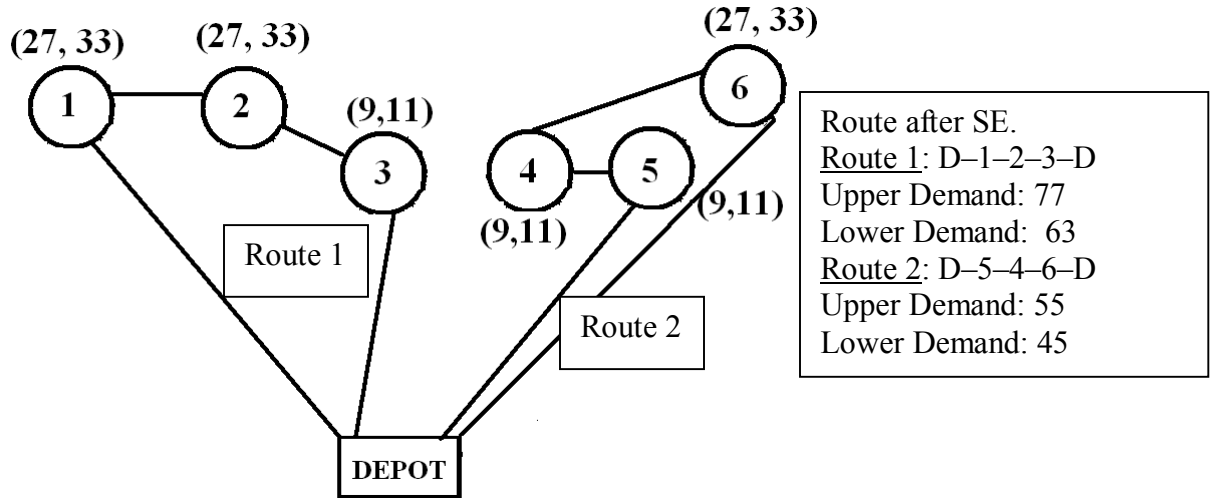 (27, 33)
(27, 33)
(27, 33)
1
2
6
(9,11)
3
4
5
(9,11)
(9,11)
Route 1
Route 2
DEPOT
Route after SE.
Route 1: D–1–2–3–D
Upper Demand: 77
Lower Demand:  63
Route 2: D–5–4–6–D
Upper Demand: 55
Lower Demand: 45